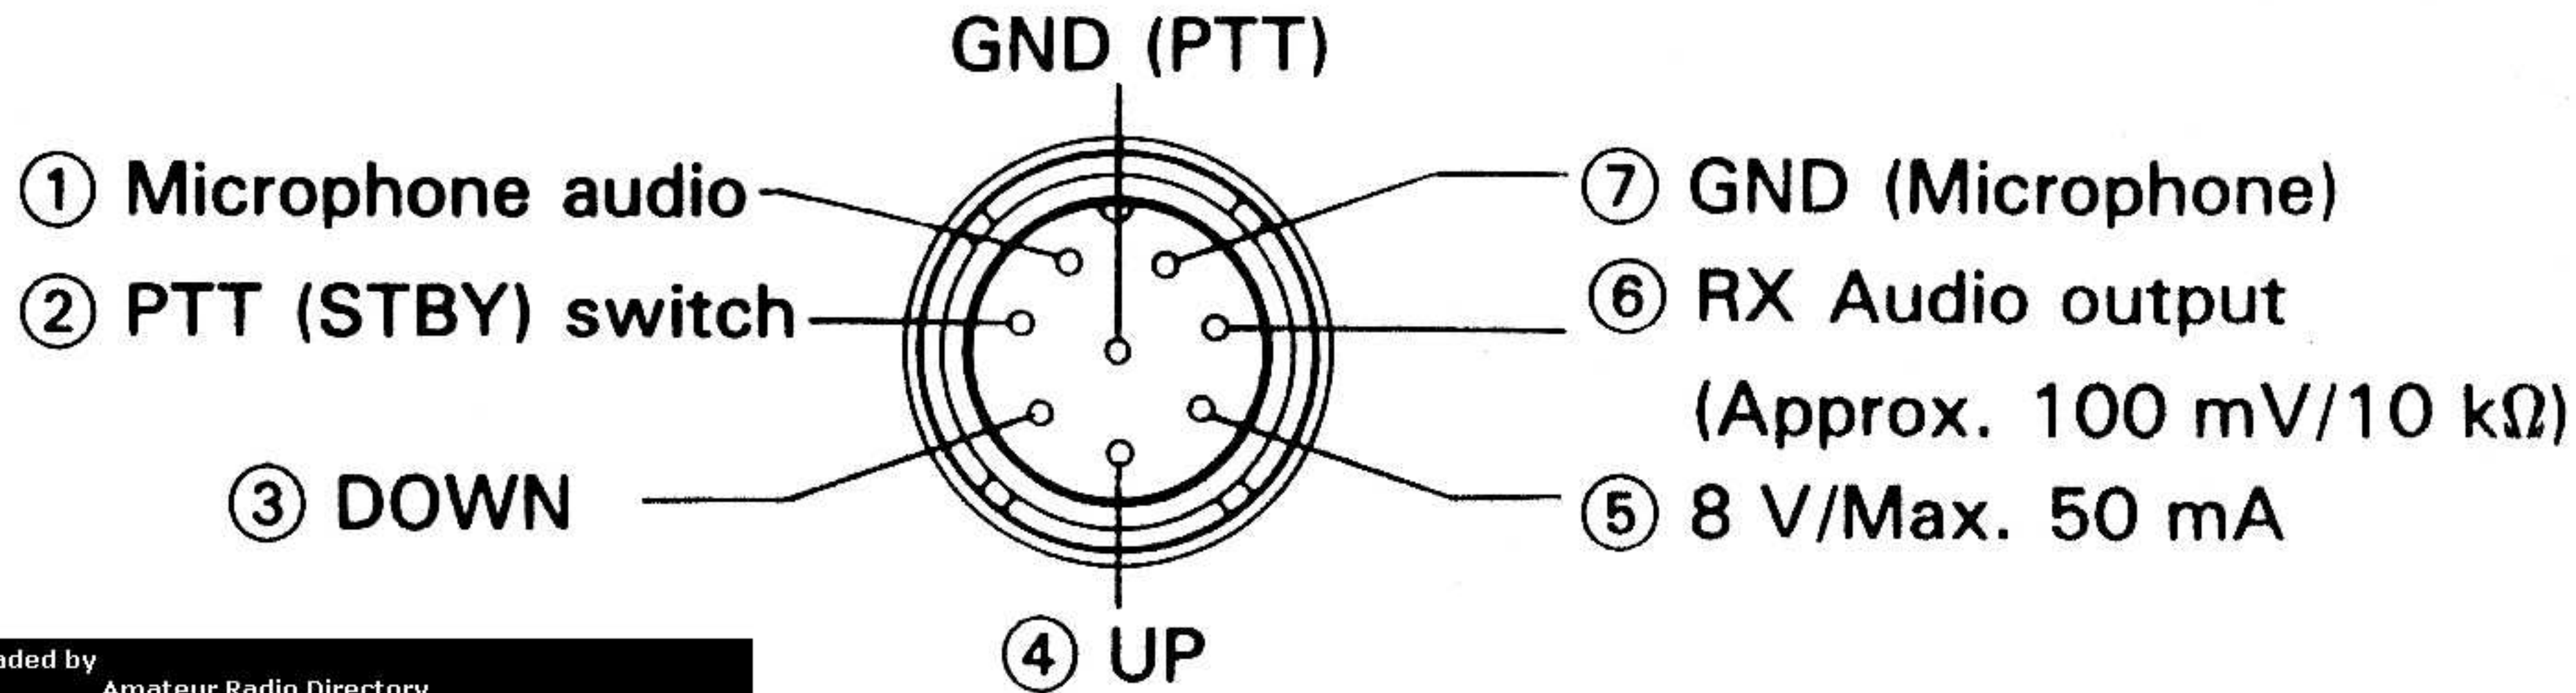 GND (PTT)
① Microphone audio
② PTT (STBY) switch
③ DOWN
④ UP
⑦ GND (Microphone)
⑥ RX Audio output
(Approx. 100 mV/10 kΩ)
⑤ 8 V/Max. 50 mA
by
Amateur Radio Directory